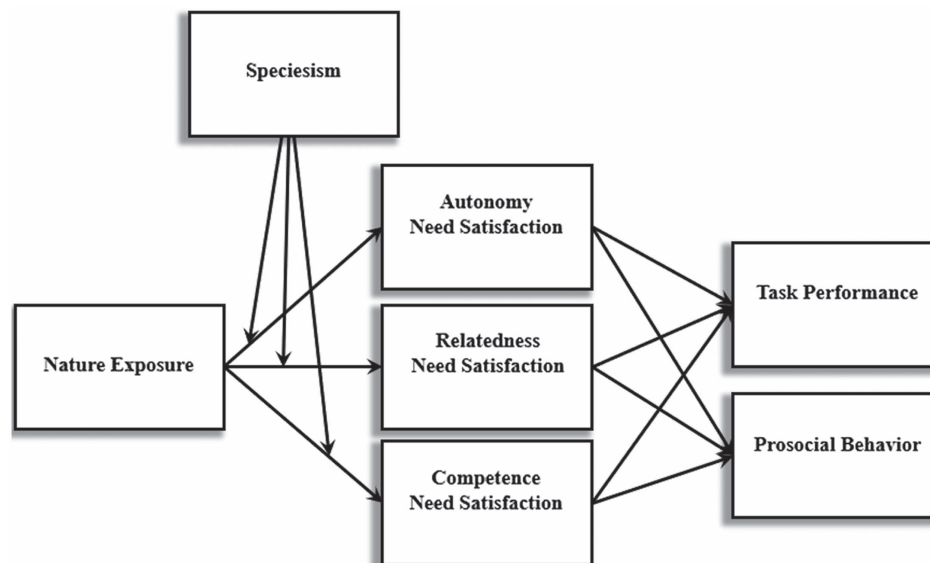 Speciesism
Autonomy
Need Satisfaction
Nature Exposure
Relatedness
Need Satisfaction
Competence
Need Satisfaction
Task Performance
Prosocial Behavior